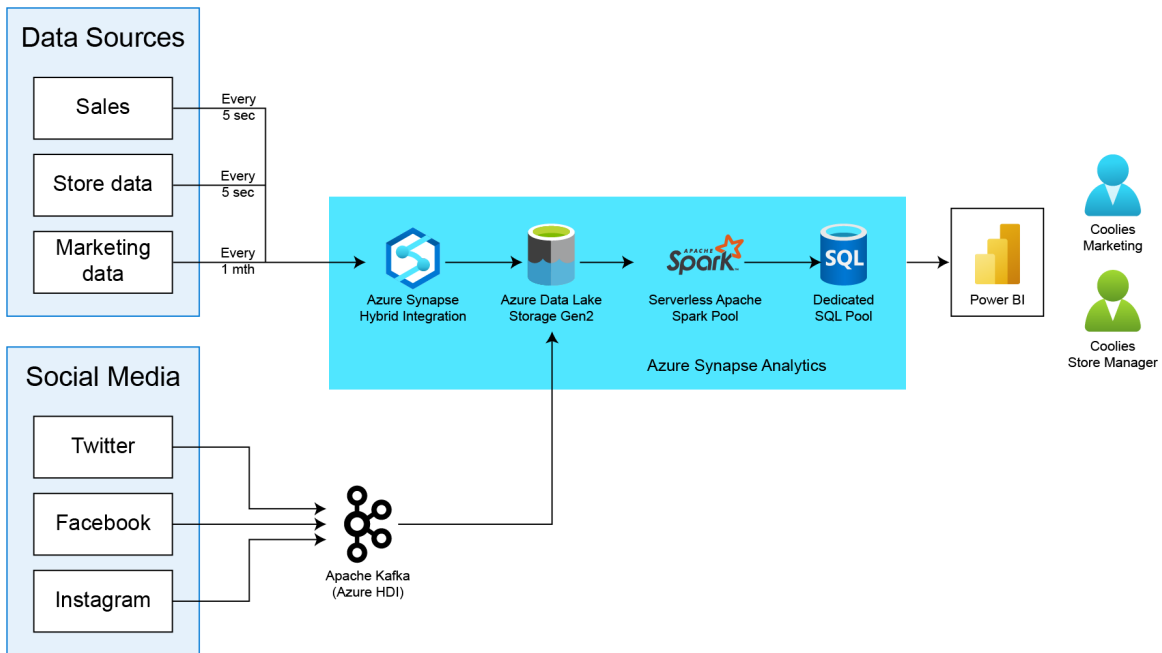 Data Sources
Sales
Every
5 sec
Store data
Every
5 sec
Marketing
data
Every
1 mth
Azure Synapse
Hybrid Integration
Azure Data Lake
Storage Gen2
APACHE
Spark
Serverless Apache
Spark Pool
SQL
Dedicated
SQL Pool
Azure Synapse Analytics
Power BI
Coolies
Marketing
Coolies
Store Manager
Social Media
Twitter
Facebook
Instagram
Apache Kafka
(Azure HDI)